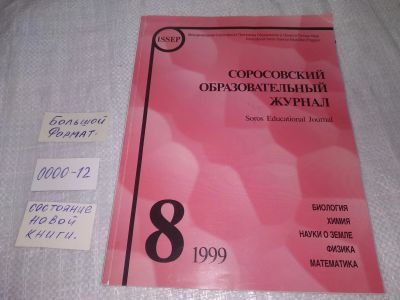 ISSEP
СОРОСОВСКИЙ
ОБРАЗОВАТЕЛЬНЫЙ
ЖУРНАЛ
Soros Educational Journal
БОЛЬШОЙ
ФОРМАТ.
0000-12
СОСТОЯНИЕ
НОВОЙ
КНИГИ.
БИОЛОГИЯ
ХИМИЯ
НАУКИ О ЗЕМЛЕ
ФИЗИКА
МАТЕМАТИКА
8 1999